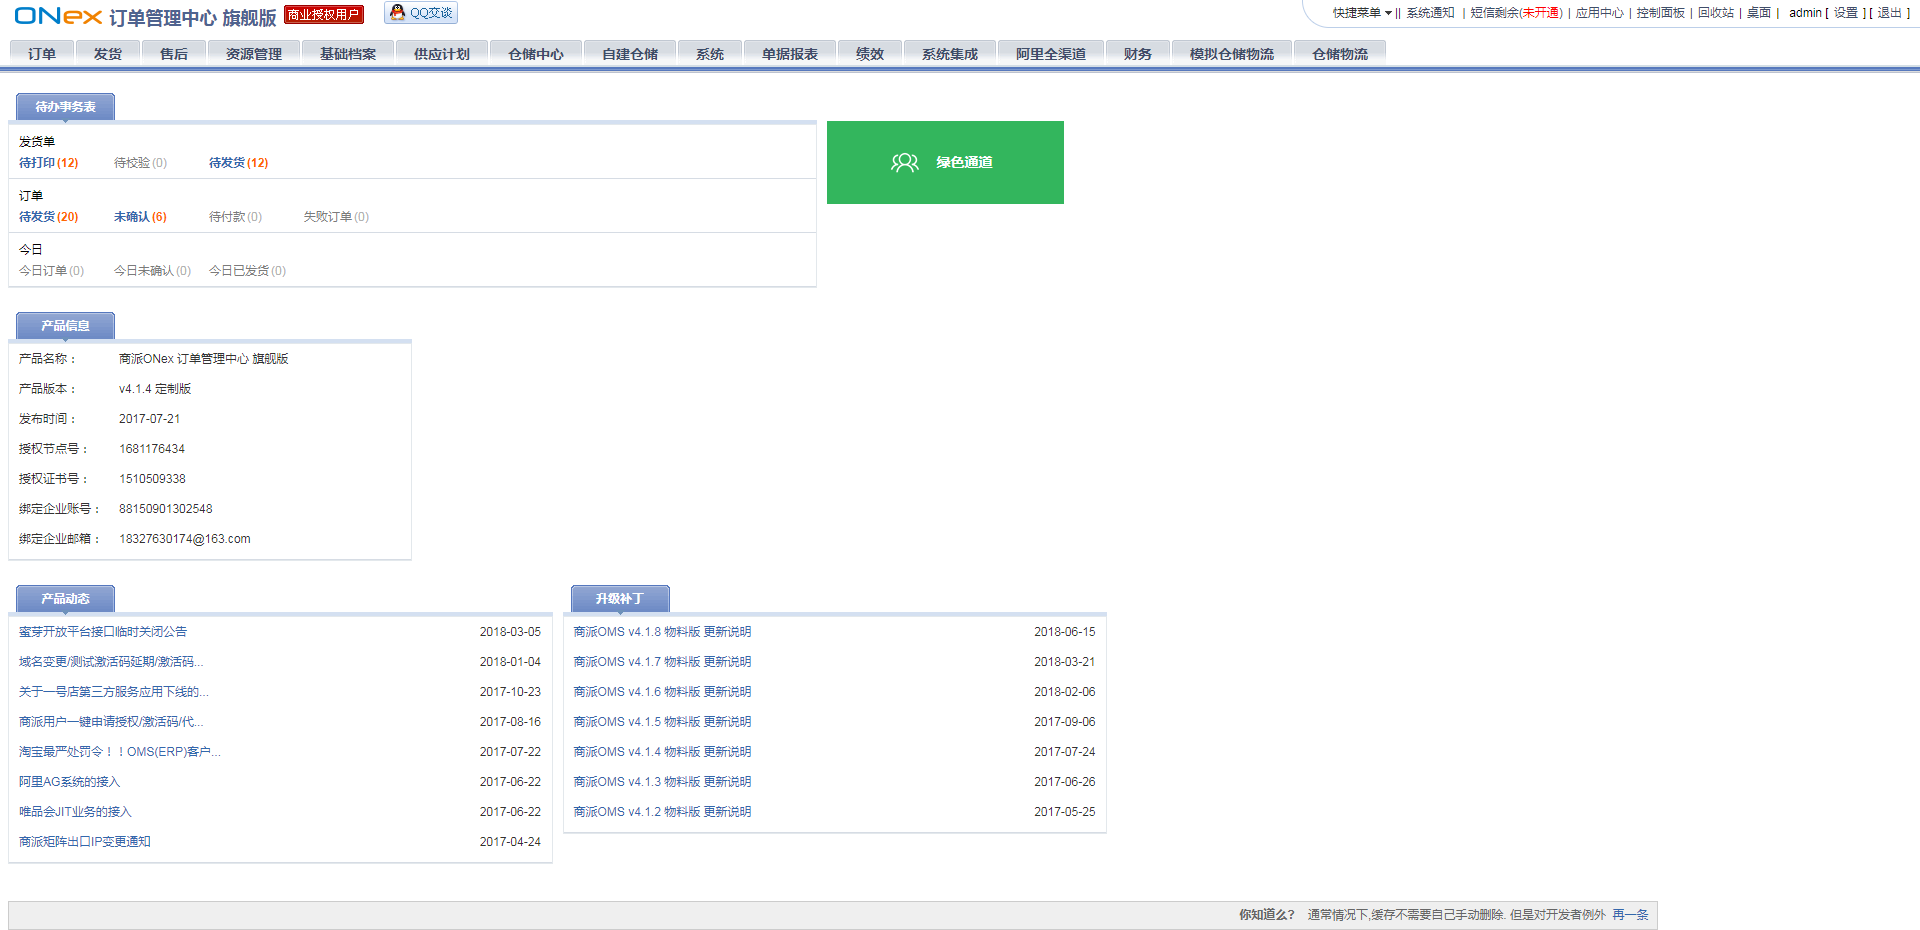 ONex 订单管理中心 旗舰版 商业授权用户 QQ交谈
快捷菜单 || 系统通知 | 短信剩余(未开通) | 应用中心 | 控制面板 | 回收站 | 桌面 | admin [ 设置 ] [ 退出 ]
订单 发货 售后 资源管理 基础档案 供应计划 仓储中心 自建仓储 系统 单据报表 绩效 系统集成 阿里全渠道 财务 模拟仓储物流 仓储物流
待办事务表
发货单
待打印(12) 待校验(0) 待发货(12)
绿色通道
订单
待发货(20) 未确认(6) 待付款(0) 失败订单(0)
今日
今日订单(0) 今日未确认(0) 今日已发货(0)
产品信息
产品名称： 商派ONex 订单管理中心 旗舰版
产品版本： v4.1.4 定制版
发布时间： 2017-07-21
授权节点号： 1681176434
授权证书号： 1510509338
绑定企业账号： 88150901302548
绑定企业邮箱： 18327630174@163.com
产品动态
蜜芽开放平台接口临时关闭公告 2018-03-05
域名变更/测试激活码延期/激活码... 2018-01-04
关于一号店第三方服务应用下线的... 2017-10-23
商派用户一键申请授权/激活码/代... 2017-08-16
淘宝最严处罚令！！OMS(ERP)客户... 2017-07-22
阿里AG系统的接入 2017-06-22
唯品会JIT业务的接入 2017-06-22
商派矩阵出口IP变更通知 2017-04-24
升级补丁
商派OMS v4.1.8 物料版 更新说明 2018-06-15
商派OMS v4.1.7 物料版 更新说明 2018-03-21
商派OMS v4.1.6 物料版 更新说明 2018-02-06
商派OMS v4.1.5 物料版 更新说明 2017-09-06
商派OMS v4.1.4 物料版 更新说明 2017-07-24
商派OMS v4.1.3 物料版 更新说明 2017-06-26
商派OMS v4.1.2 物料版 更新说明 2017-05-25
你知道么? 通常情况下,缓存不需要自己手动删除. 但是对开发者例外 再一条